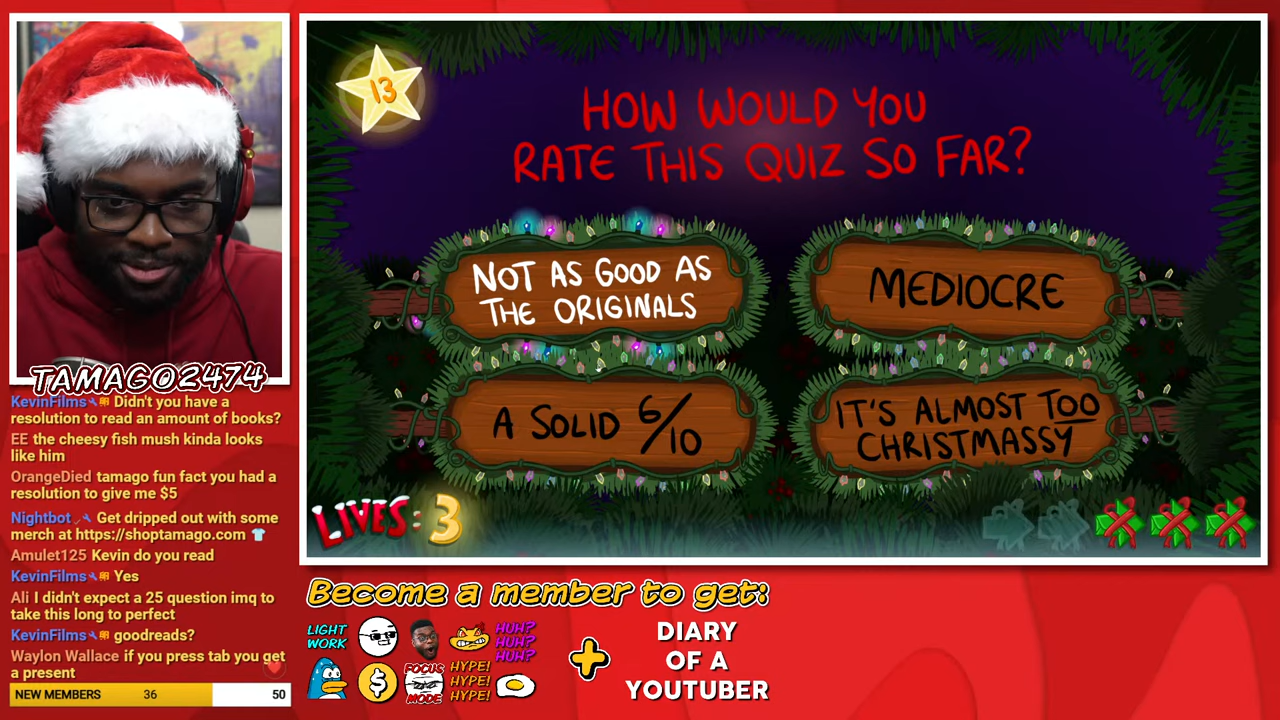 13
HOW WOULD YOU
RATE THIS QUIZ SO FAR?
NOT AS GOOD AS
THE ORIGINALS
MEDIOCRE
A SOLID 6/10
IT'S ALMOST TOO
CHRISTMASSY
LIVES: 3
TAMAGO2474
KevinFilms Didn't you have a
resolution to read an amount of books?
EE the cheesy fish mush kinda looks
like him
OrangeDied tamago fun fact you had a
resolution to give me $5
Nightbot Get dripped out with some
merch at https://shoptamago.com
Amulet125 Kevin do you read
KevinFilms Yes
Ali I didn't expect a 25 question imq to
take this long to perfect
KevinFilms goodreads?
Waylon Wallace if you press tab you get
a present
NEW MEMBERS 36 50
Become a member to get:
LIGHT
WORK
HUH?
HUH?
HUH?
$
FOCUS
MODE
HYPE!
HYPE!
HYPE!
+
DIARY
OF A
YOUTUBER